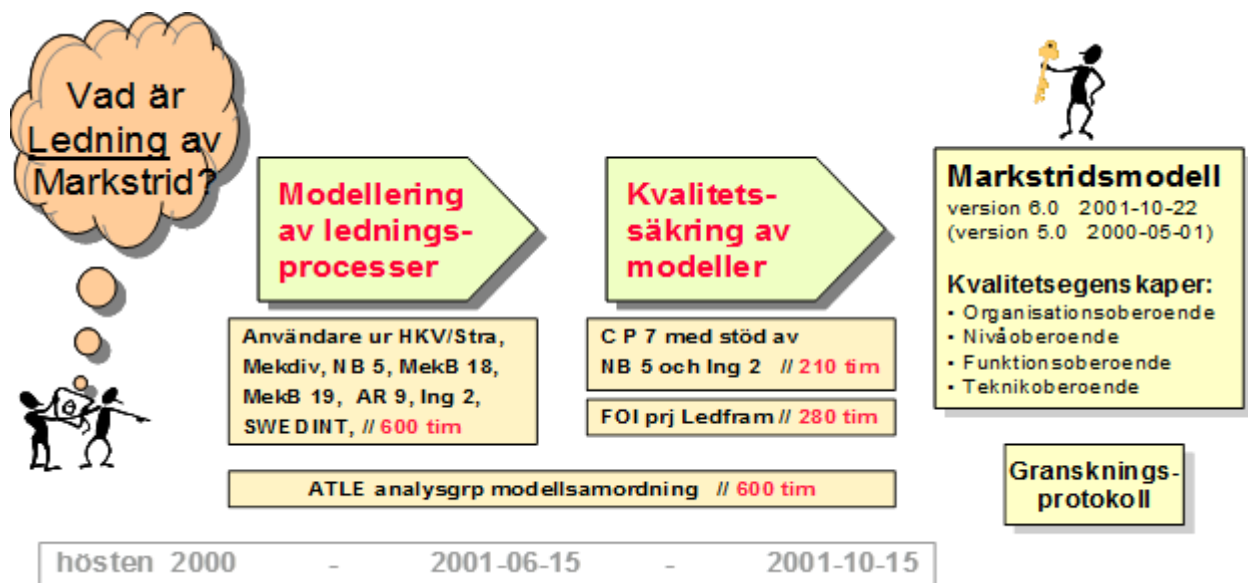 Vad är
Ledning av
Markstrid?
Modellering
av lednings-
processer
Användare ur HKV/Stra,
Mekdiv, NB 5, MekB 18,
MekB 19, AR 9, Ing 2,
SWEDINT, // 600 tim
Kvalitets-
säkring av
modeller
C P 7 med stöd av
NB 5 och Ing 2 // 210 tim
FOI prj Ledfram // 280 tim
ATLE analysgrp modellsamordning // 600 tim
Markstridsmodell
version 6.0 2001-10-22
(version 5.0 2000-05-01)
Kvalitetsegenskaper:
• Organisationsoberoende
• Nivåoberoende
• Funktionsoberoende
• Teknikoberoende
Gransknings-
protokoll
hösten 2000 - 2001-06-15 - 2001-10-15